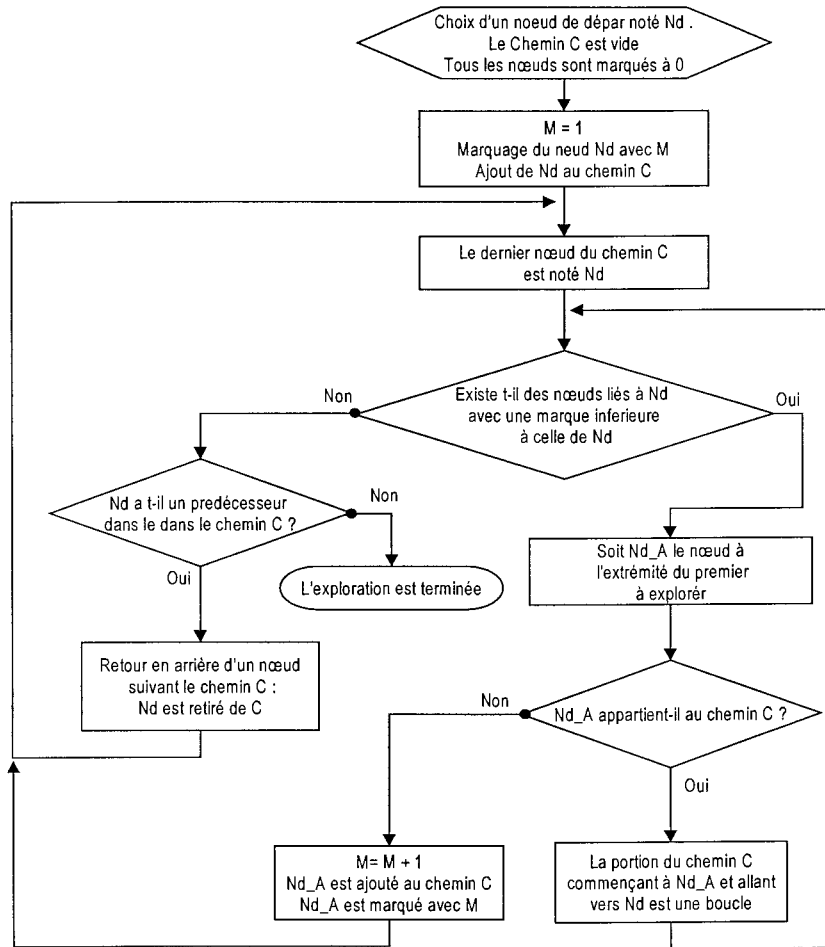 Choix d'un noeud de dépar noté Nd .
Le Chemin C est vide
Tous les nœuds sont marqués à 0
M = 1
Marquage du neud Nd avec M
Ajout de Nd au chemin C
Le dernier nœud du chemin C
est noté Nd
Existe t-il des nœuds liés à Nd
avec une marque inferieure
à celle de Nd
Non
Oui
Nd a t-il un predécesseur
dans le dans le chemin C ?
Non
Oui
L'exploration est terminée
Soit Nd_A le nœud à
l'extrémité du premier
à explorér
Retour en arrière d'un nœud
suivant le chemin C :
Nd est retiré de C
Nd_A appartient-il au chemin C ?
Non
Oui
M= M + 1
Nd_A est ajouté au chemin C
Nd_A est marqué avec M
La portion du chemin C
commençant à Nd_A et allant
vers Nd est une boucle